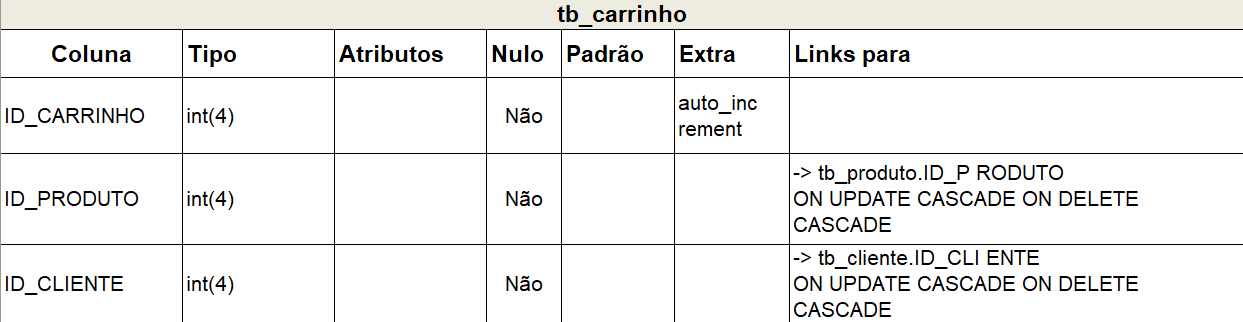 tb_carrinho
Coluna Tipo Atributos Nulo Padrão Extra Links para
ID_CARRINHO int(4) Não auto_inc
rement
ID_PRODUTO int(4) Não -> tb_produto.ID_P RODUTO
ON UPDATE CASCADE ON DELETE
CASCADE
ID_CLIENTE int(4) Não -> tb_cliente.ID_CLI ENTE
ON UPDATE CASCADE ON DELETE
CASCADE